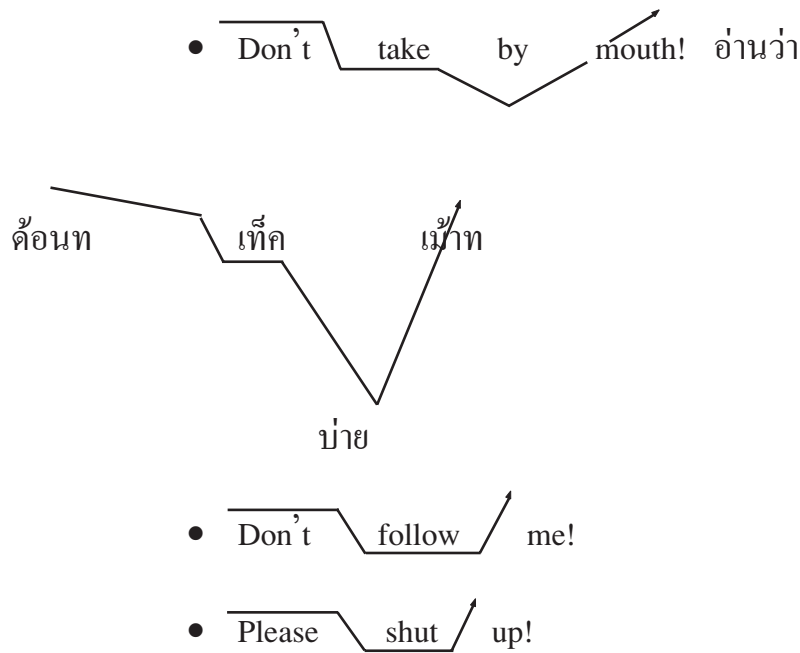 • Don't take by mouth! อ่านว่า
ด้อนท เท็ค เม้าท
บ่าย
• Don't follow me!
• Please shut up!